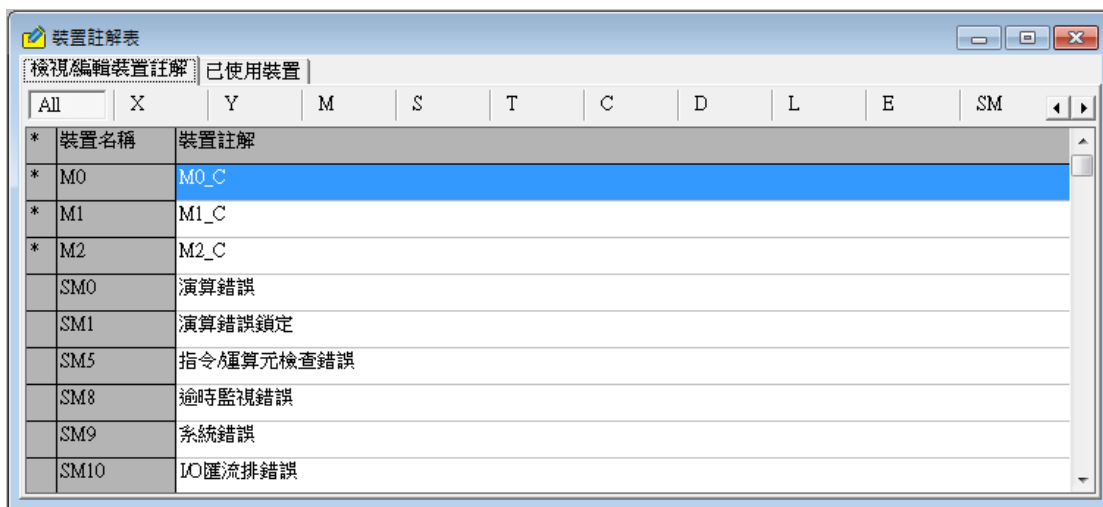 裝置註解表
檢視/編輯裝置註解 已使用裝置
All X Y M S T C D L E SM
* 裝置名稱 裝置註解
* M0 M0_C
* M1 M1_C
* M2 M2_C
SM0 演算錯誤
SM1 演算錯誤鎖定
SM5 指令/運算元檢查錯誤
SM8 逾時監視錯誤
SM9 系統錯誤
SM10 I/O匯流排錯誤